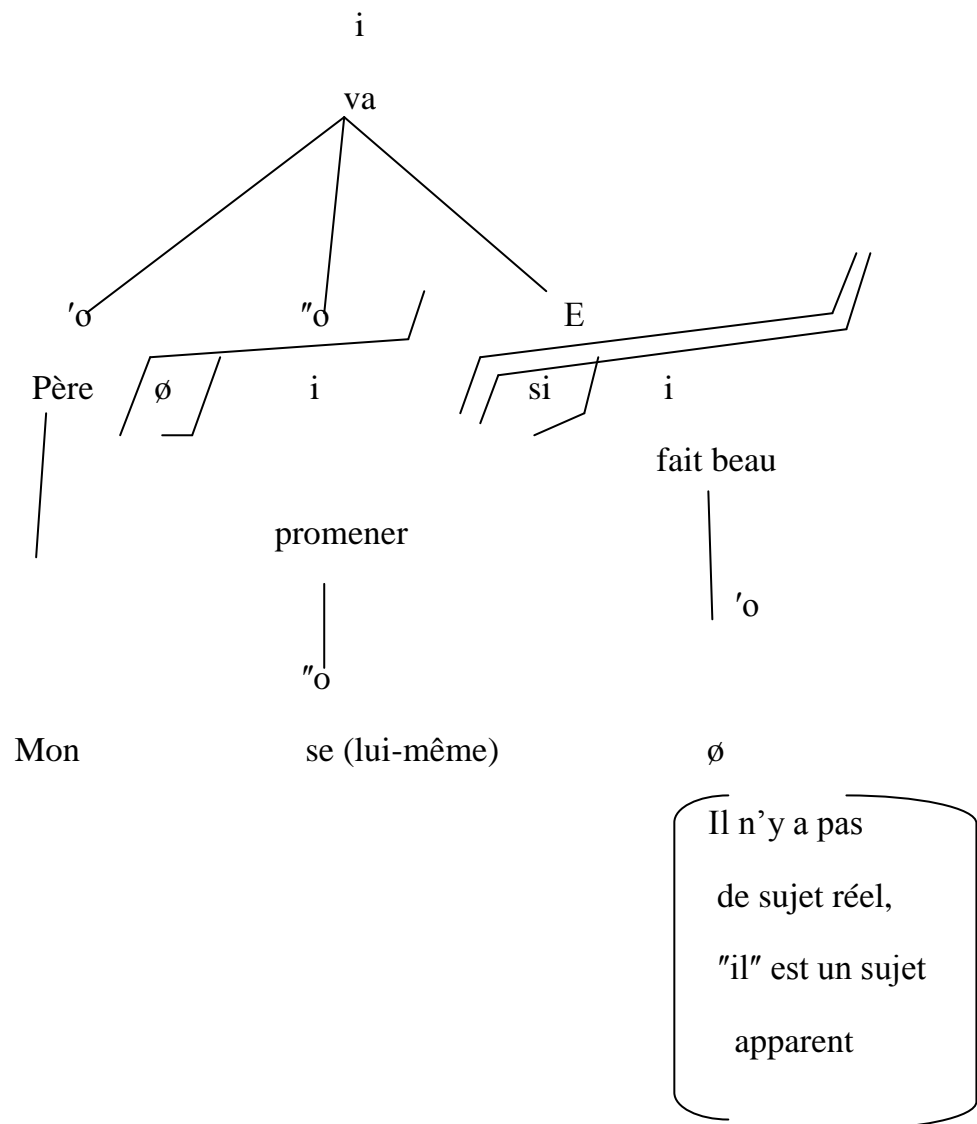 i
va
′o ″o E
Père ø i si i
fait beau
promener
′o
″o
Mon se (lui-même) ø
Il n’y a pas
de sujet réel,
″il″ est un sujet
apparent